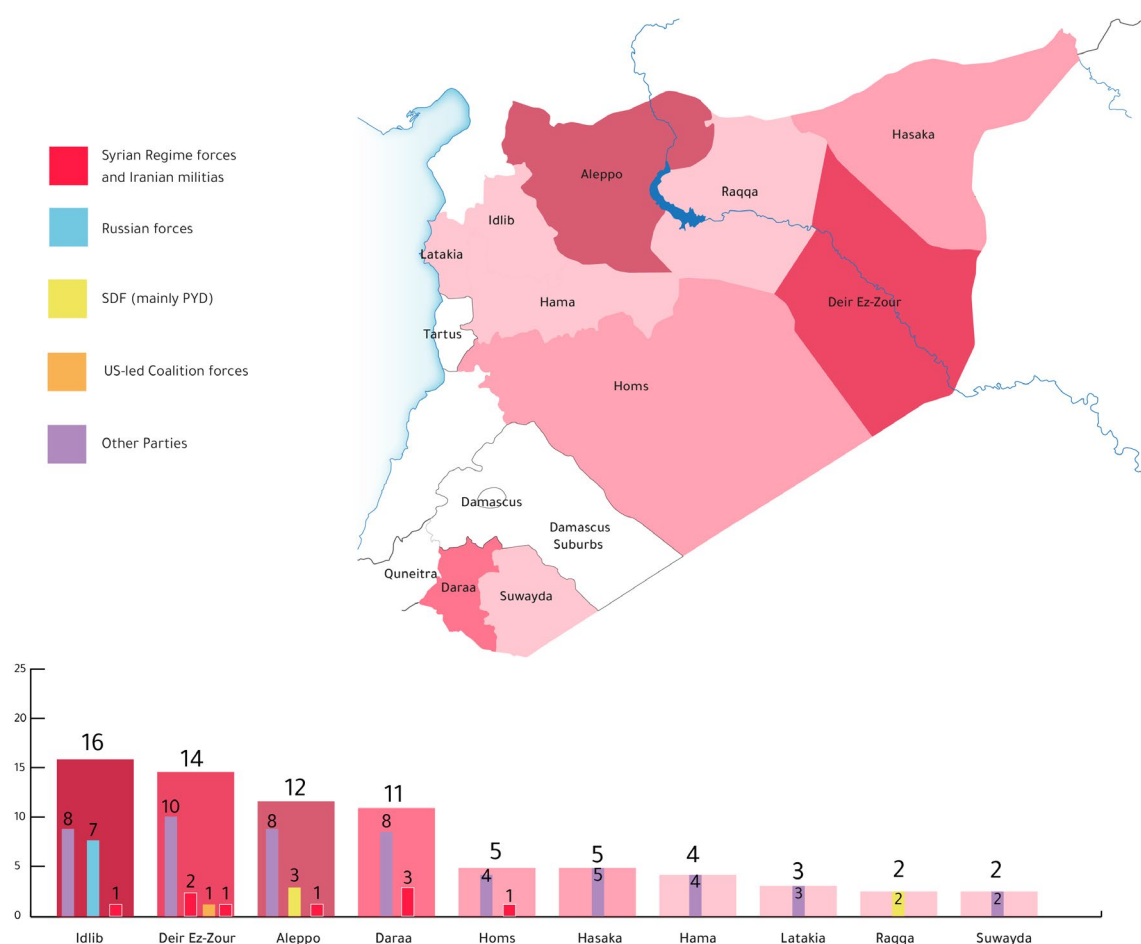 Syrian Regime forces
and Iranian militias
Russian forces
SDF (mainly PYD)
US-led Coalition forces
Other Parties
Hasaka
Aleppo
Raqqa
Idlib
Latakia
Hama
Deir Ez-Zour
Tartus
Homs
Damascus
Damascus
Suburbs
Quneitra
Daraa
Suwayda
25
20
15
10
5
0
16
8
7
1
14
10
2
1
1
12
8
3
1
11
8
3
5
4
1
5
5
4
4
3
3
2
2
2
2
Idlib
Deir Ez-Zour
Aleppo
Daraa
Homs
Hasaka
Hama
Latakia
Raqqa
Suwayda